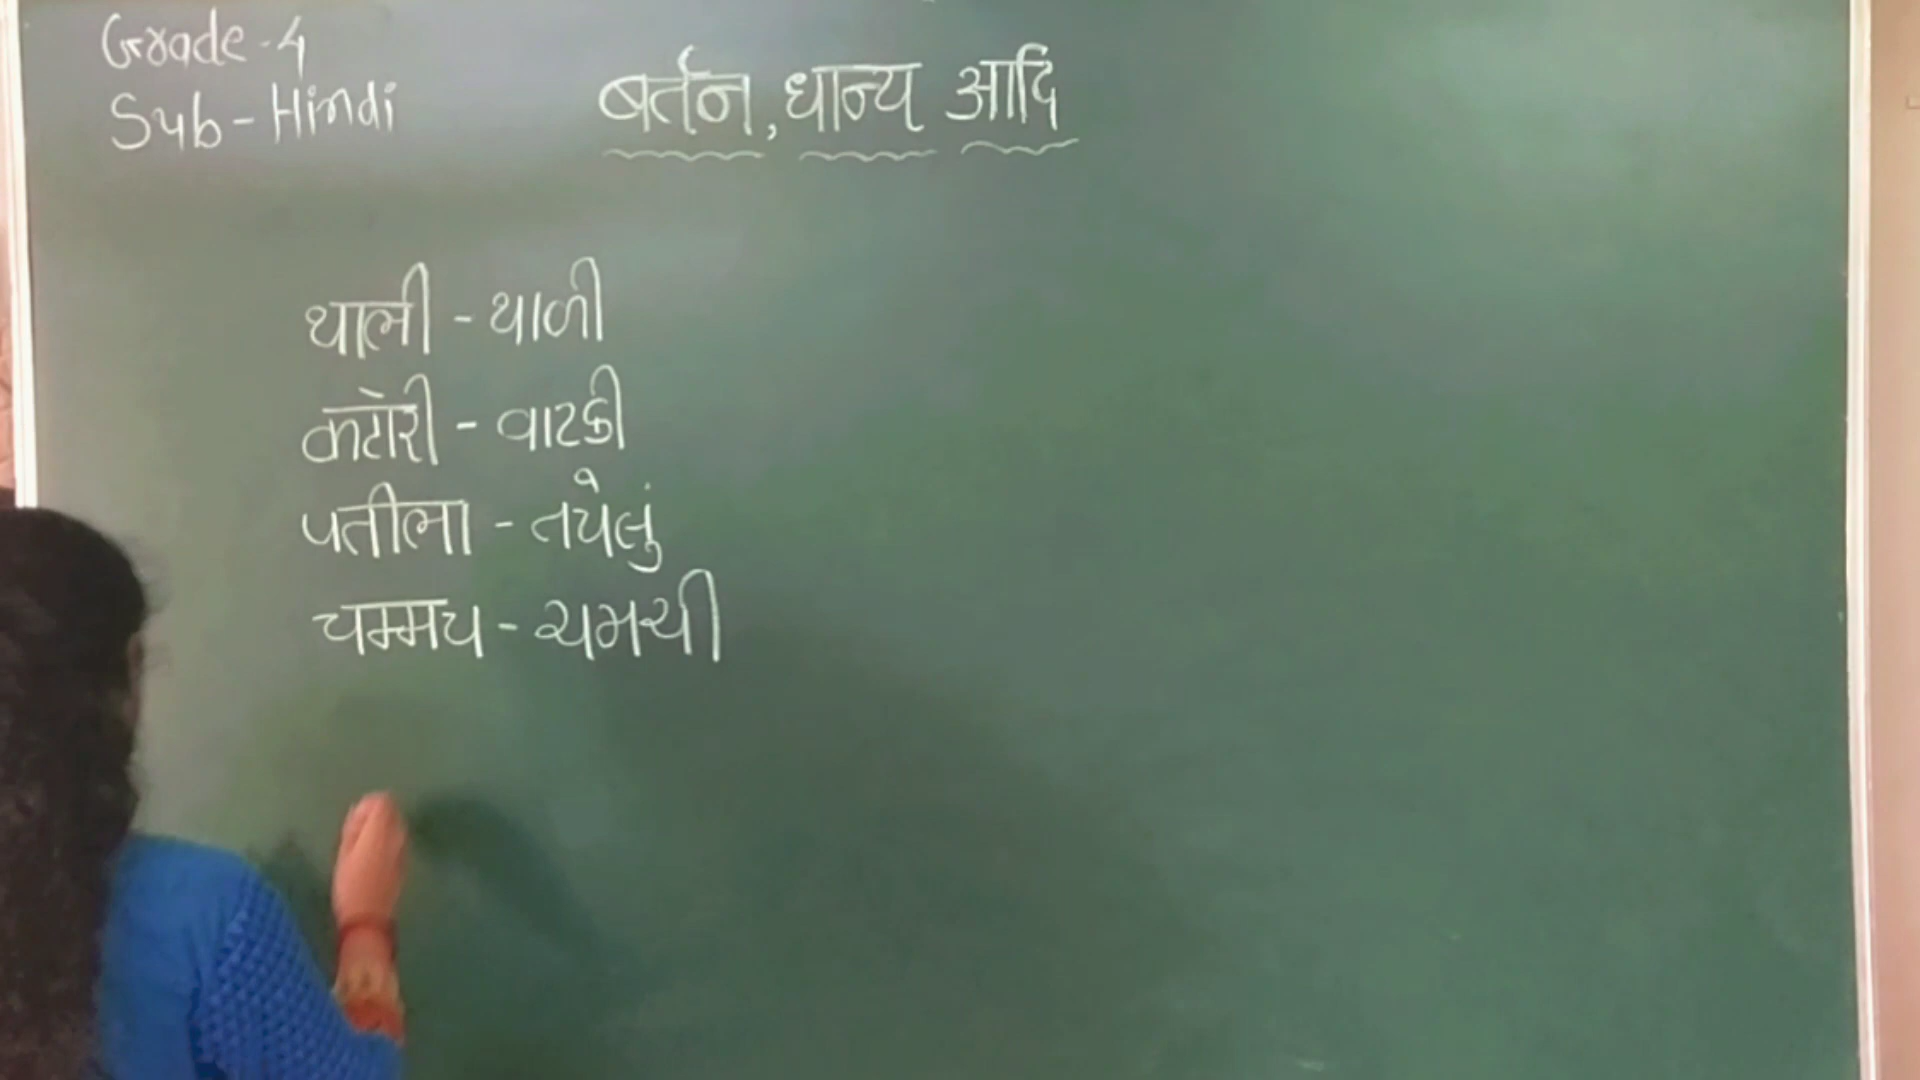 Grade - 4
Sub - Hindi
बर्तन, धान्य आदि
थाली - થાળી
कटोरी - વાટકી
पतीला - તપેલું
चम्मच - ચમચી